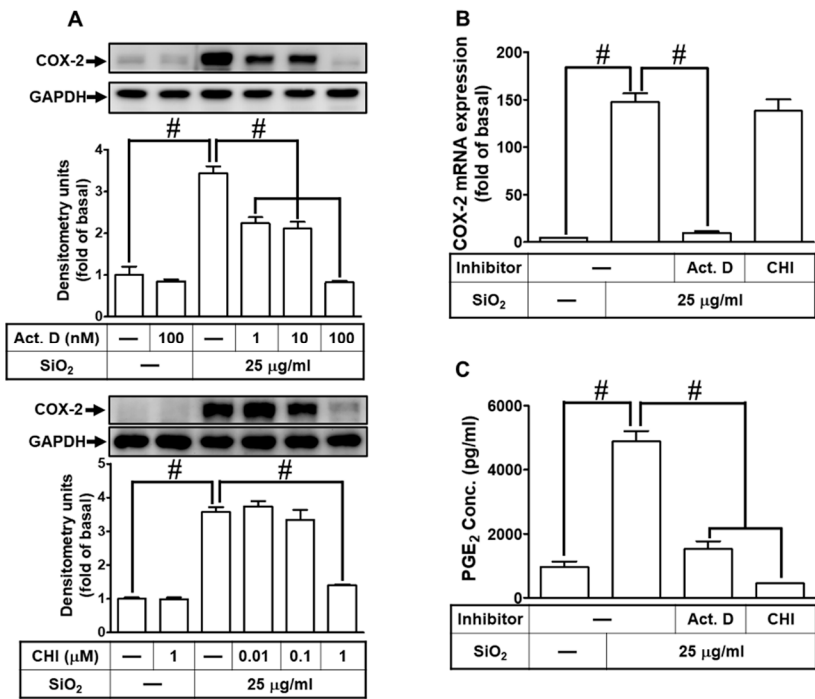 A
COX-2
GAPDH
# #
Densitometry units
(fold of basal)
4
3
2
1
0
Act. D (nM) — 100 — 1 10 100
SiO₂ — 25 μg/ml
COX-2
GAPDH
# #
Densitometry units
(fold of basal)
5
4
3
2
1
0
CHI (μM) — 1 — 0.01 0.1 1
SiO₂ — 25 μg/ml
B
# #
COX-2 mRNA expression
(fold of basal)
200
150
100
50
0
Inhibitor — Act. D CHI
SiO₂ — 25 μg/ml
C
# #
PGE₂ Conc. (pg/ml)
6000
4000
2000
0
Inhibitor — Act. D CHI
SiO₂ — 25 μg/ml